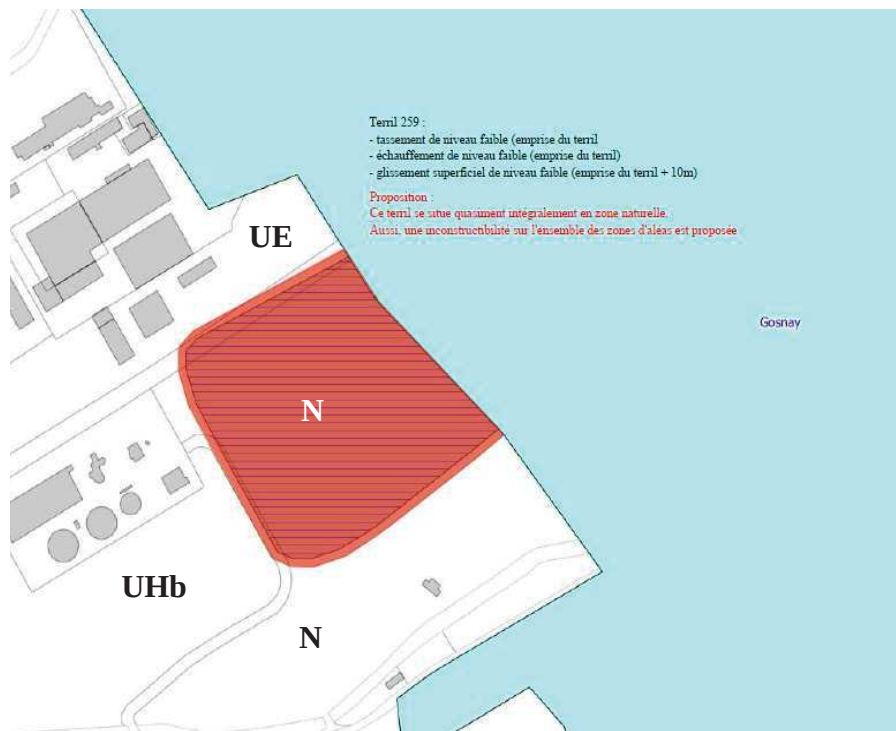 Terril 259 :
- tassement de niveau faible (emprise du terril
- échauffement de niveau faible (emprise du terril)
- glissement superficiel de niveau faible (emprise du terril + 10m)
Proposition :
Ce terril se situe quasiment intégralement en zone naturelle.
Aussi, une inconstructibilité sur l'ensemble des zones d'aléas est proposée
UE
Gosnay
N
UHb
N